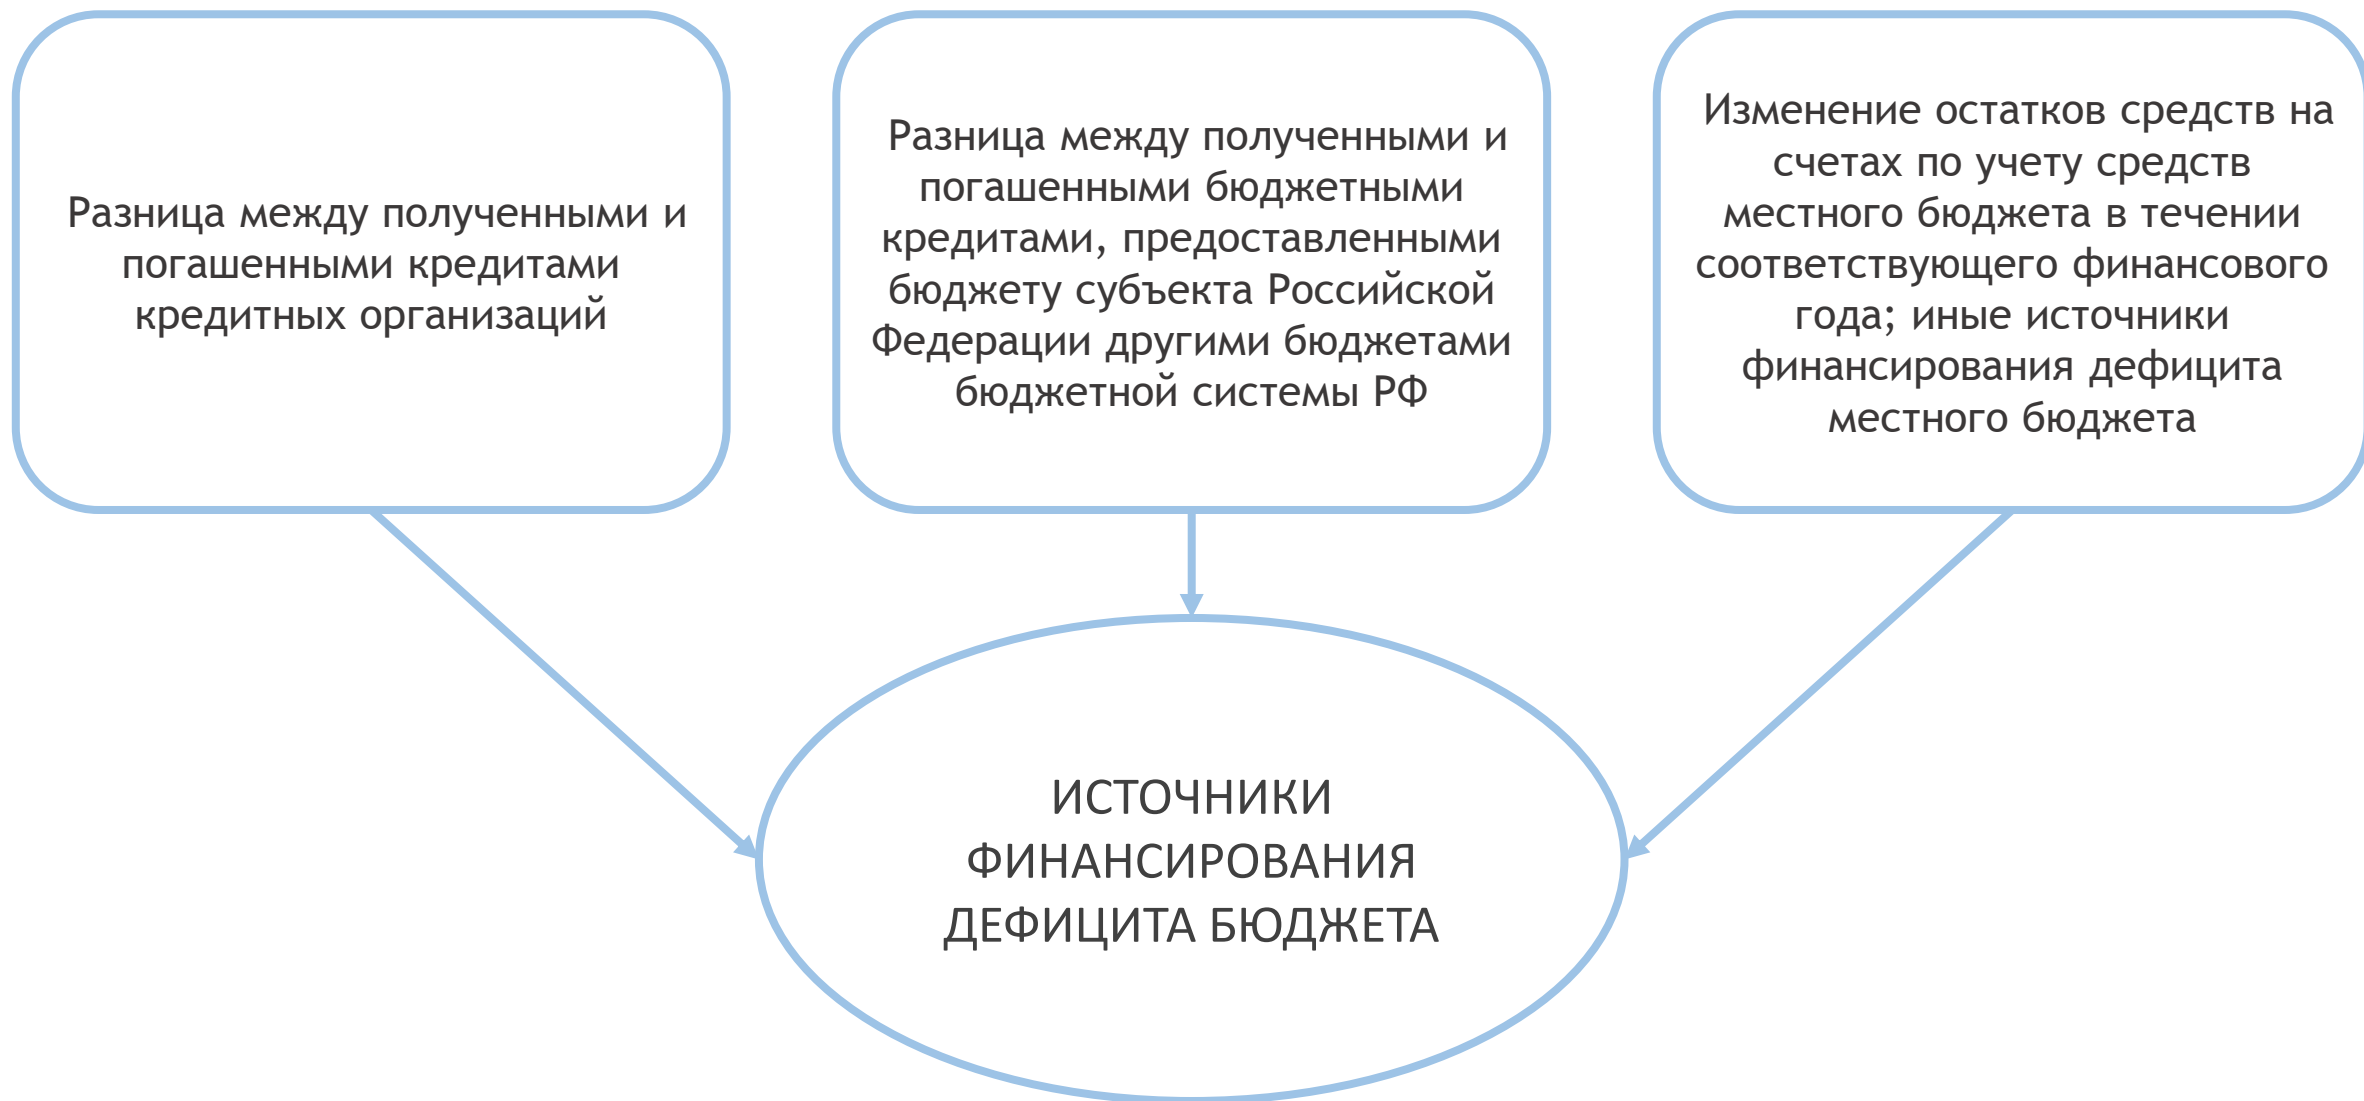 Разница между полученными и
погашенными кредитами
кредитных организаций
Разница между полученными и
погашенными бюджетными
кредитами, предоставленными
бюджету субъекта Российской
Федерации другими бюджетами
бюджетной системы РФ
Изменение остатков средств на
счетах по учету средств
местного бюджета в течении
соответствующего финансового
года; иные источники
финансирования дефицита
местного бюджета
ИСТОЧНИКИ
ФИНАНСИРОВАНИЯ
ДЕФИЦИТА БЮДЖЕТА